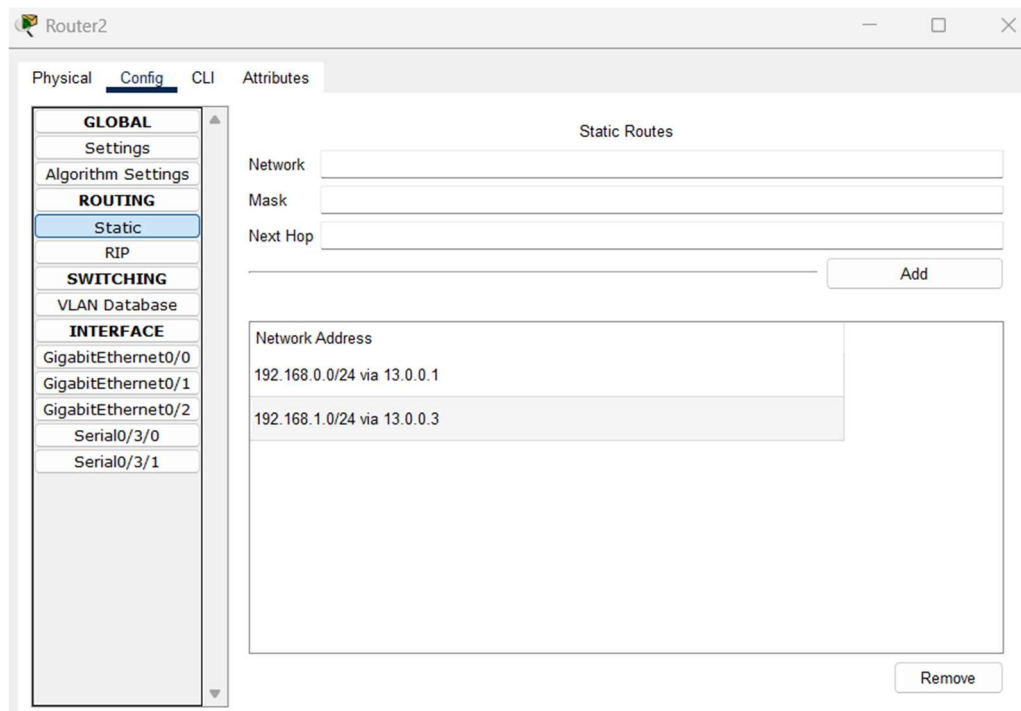 Router2
Physical Config CLI Attributes
GLOBAL
Settings
Algorithm Settings
ROUTING
Static
RIP
SWITCHING
VLAN Database
INTERFACE
GigabitEthernet0/0
GigabitEthernet0/1
GigabitEthernet0/2
Serial0/3/0
Serial0/3/1
Static Routes
Network
Mask
Next Hop
Add
Network Address
192.168.0.0/24 via 13.0.0.1
192.168.1.0/24 via 13.0.0.3
Remove